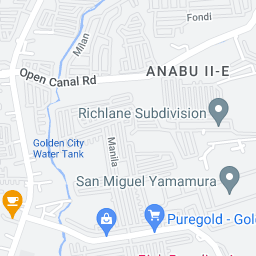 Fondi
Milan
Open Canal Rd
ANABU II-E
Richlane Subdivision
Golden City
Water Tank
Manila
San Miguel Yamamura
Puregold - Gol